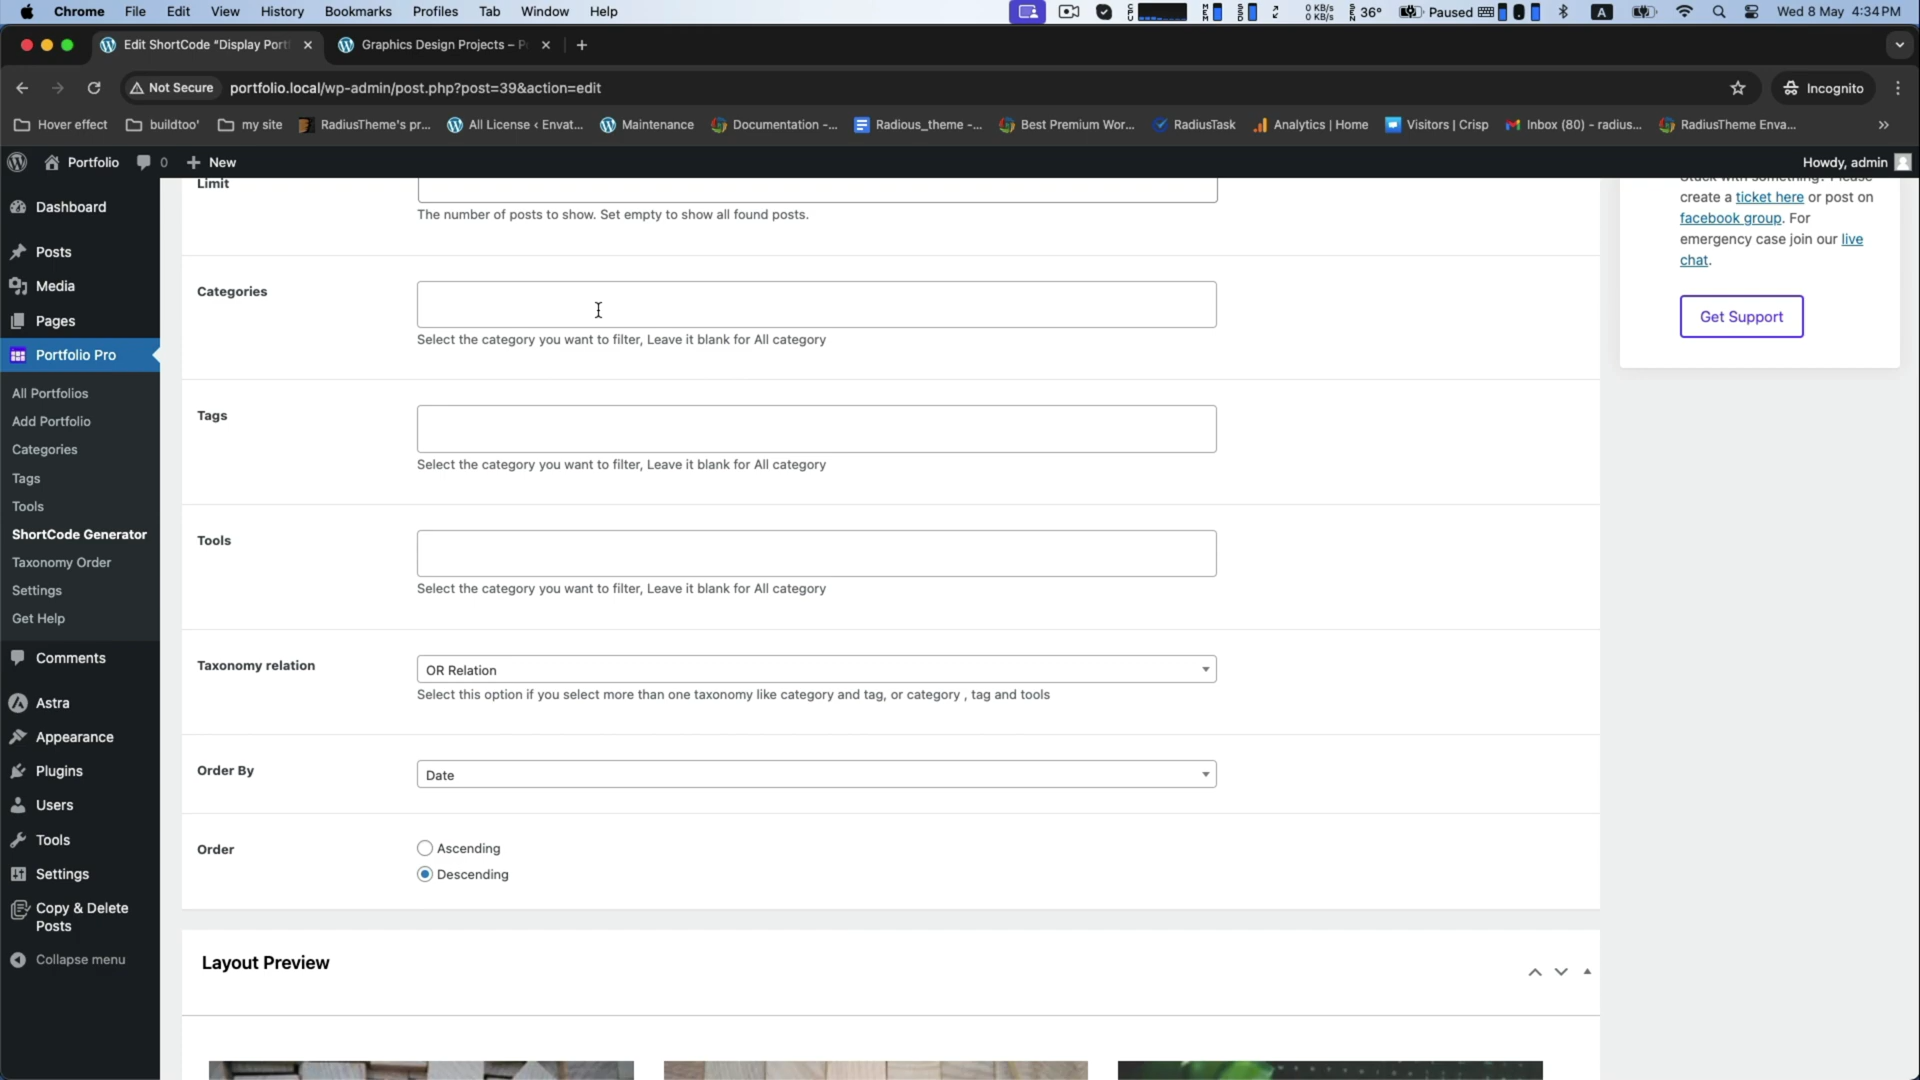 Chrome File Edit View History Bookmarks Profiles Tab Window Help 0 KB/s 0 KB/s 36° Paused A Wed 8 May 4:34 PM
Edit ShortCode “Display Port
Graphics Design Projects – P
Not Secure portfolio.local/wp-admin/post.php?post=39&action=edit Incognito
Hover effect buildtoo' my site RadiusTheme's pr... All License ‹ Envat... Maintenance Documentation -... Radious_theme -... Best Premium Wor... RadiusTask Analytics | Home Visitors | Crisp Inbox (80) - radius... RadiusTheme Enva...
Portfolio 0 New Howdy, admin
Dashboard
Posts
Media
Pages
Portfolio Pro
All Portfolios
Add Portfolio
Categories
Tags
Tools
ShortCode Generator
Taxonomy Order
Settings
Get Help
Comments
Astra
Appearance
Plugins
Users
Tools
Settings
Copy & Delete
Posts
Collapse menu
Limit
The number of posts to show. Set empty to show all found posts.
Categories
Select the category you want to filter, Leave it blank for All category
Tags
Select the category you want to filter, Leave it blank for All category
Tools
Select the category you want to filter, Leave it blank for All category
Taxonomy relation
OR Relation
Select this option if you select more than one taxonomy like category and tag, or category , tag and tools
Order By
Date
Order
Ascending
Descending
Layout Preview
Stuck with something? Please
create a ticket here or post on
facebook group. For
emergency case join our live
chat.
Get Support